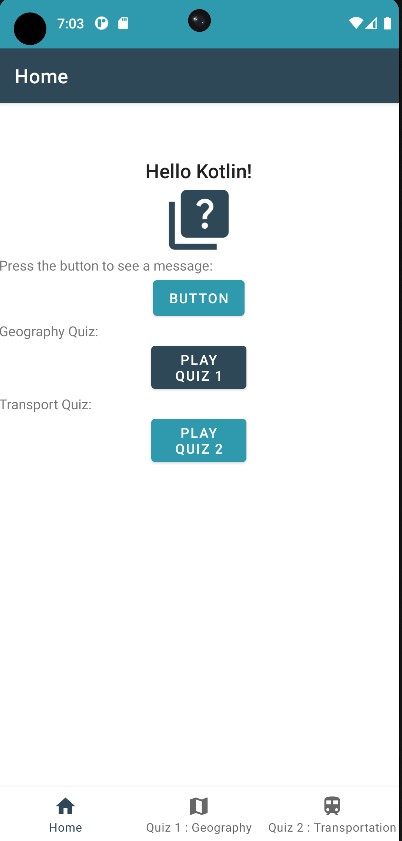 7:03
Home
Hello Kotlin!
?
Press the button to see a message:
BUTTON
Geography Quiz:
PLAY
QUIZ 1
Transport Quiz:
PLAY
QUIZ 2
Home
Quiz 1 : Geography
Quiz 2 : Transportation